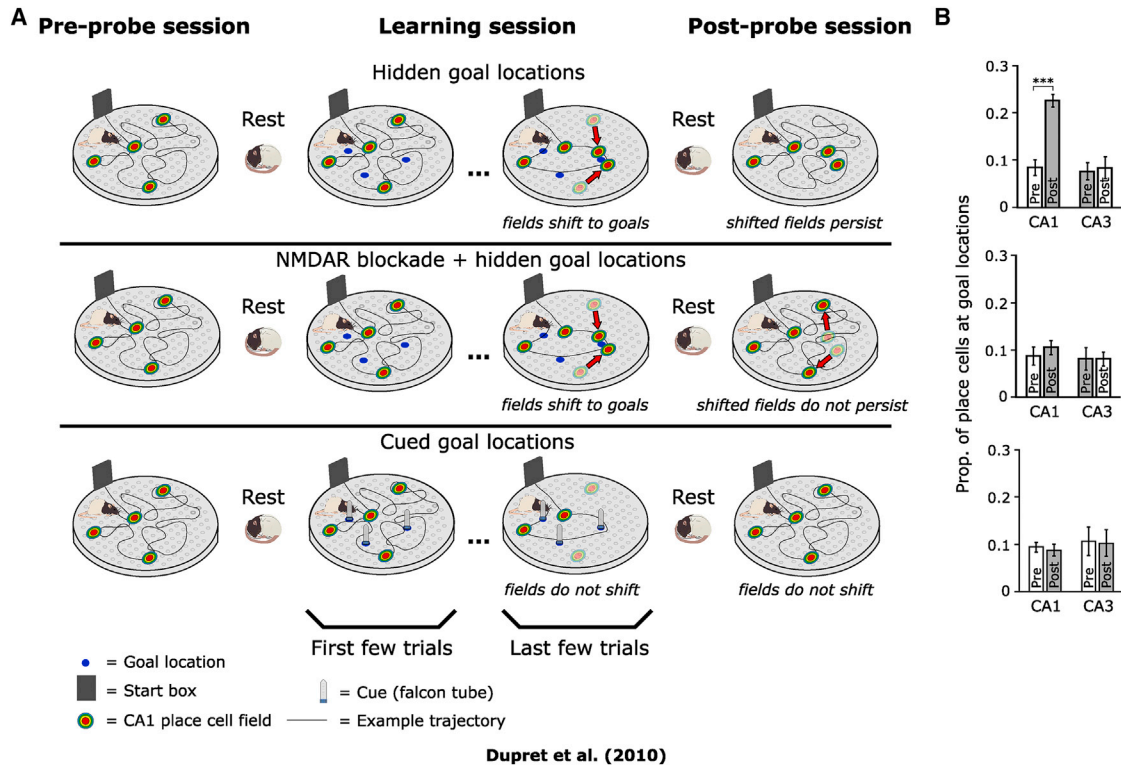 A
B
Pre-probe session
Learning session
Post-probe session
Hidden goal locations
Rest
...
Rest
fields shift to goals
shifted fields persist
NMDAR blockade + hidden goal locations
Rest
...
Rest
fields shift to goals
shifted fields do not persist
Cued goal locations
Rest
...
Rest
fields do not shift
fields do not shift
First few trials
Last few trials
= Goal location
= Start box
= Cue (falcon tube)
= CA1 place cell field
= Example trajectory
Prop. of place cells at goal locations
0.3
0.2
0.1
0
***
Pre
Post
Pre
Post
CA1
CA3
0.3
0.2
0.1
0
Pre
Post
Pre
Post
CA1
CA3
0.3
0.2
0.1
0
Pre
Post
Pre
Post
CA1
CA3
Dupret et al. (2010)